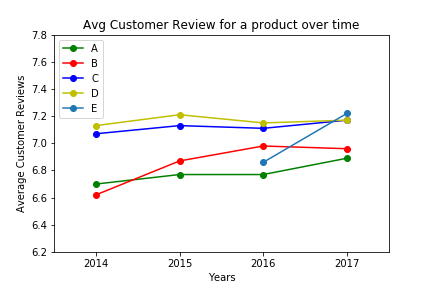 Avg Customer Review for a product over time
7.8
7.6
7.4
7.2
7.0
6.8
6.6
6.4
6.2
Average Customer Reviews
A
B
C
D
E
2014 2015 2016 2017
Years